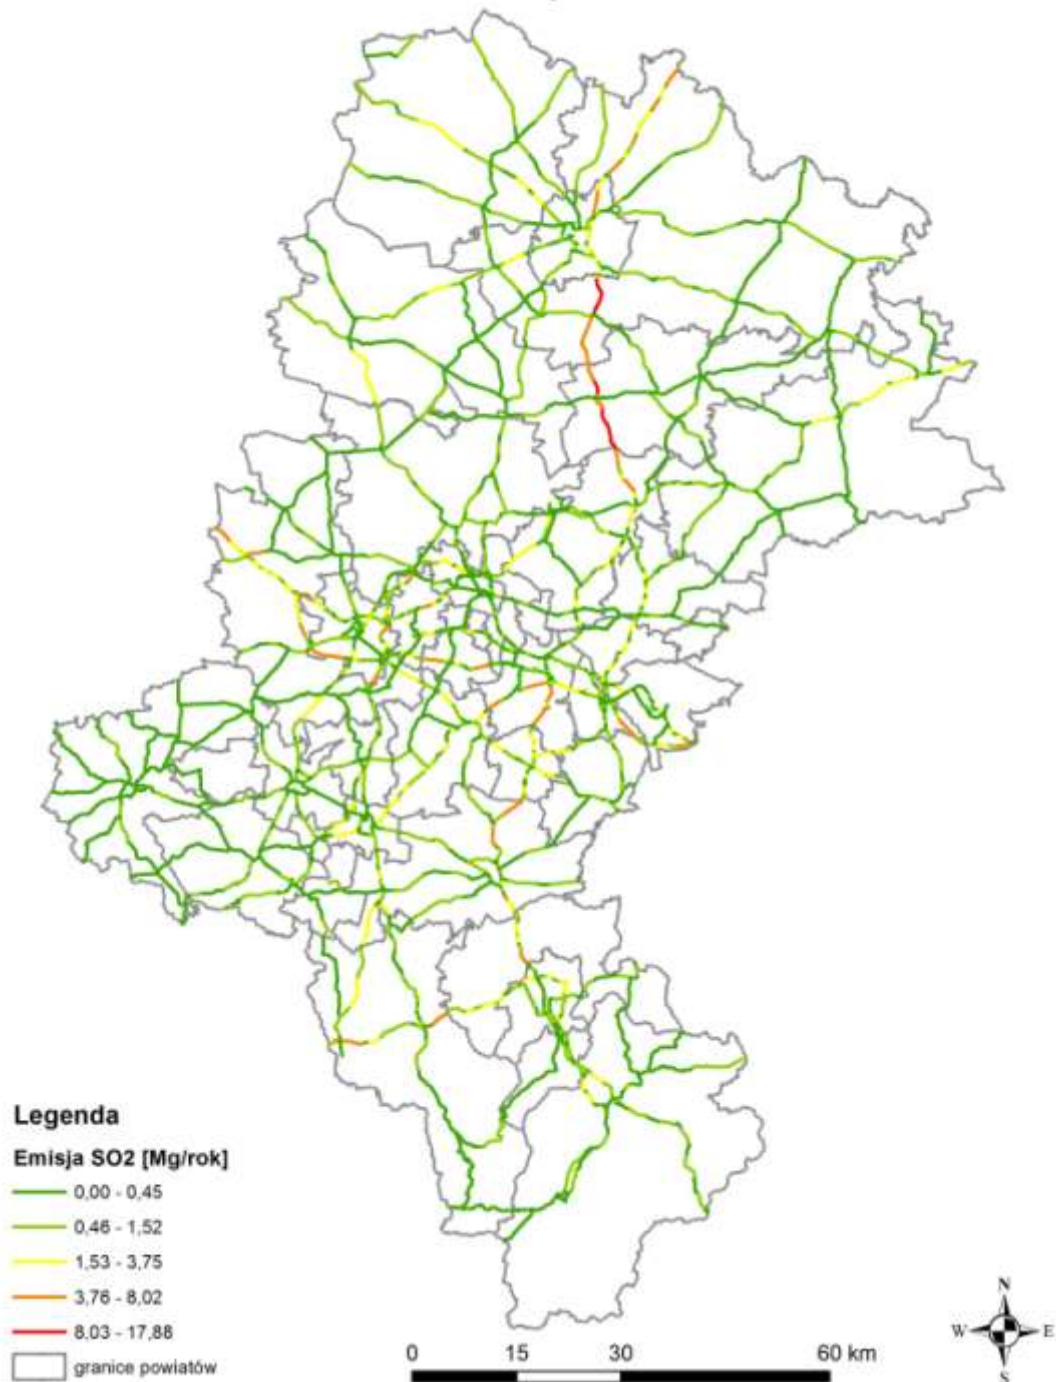 Legenda
Emisja SO2 [Mg/rok]
0,00 - 0,45
0,46 - 1,52
1,53 - 3,75
3,76 - 8,02
8,03 - 17,88
granice powiatów
0 15 30 60 km
N
W E
S